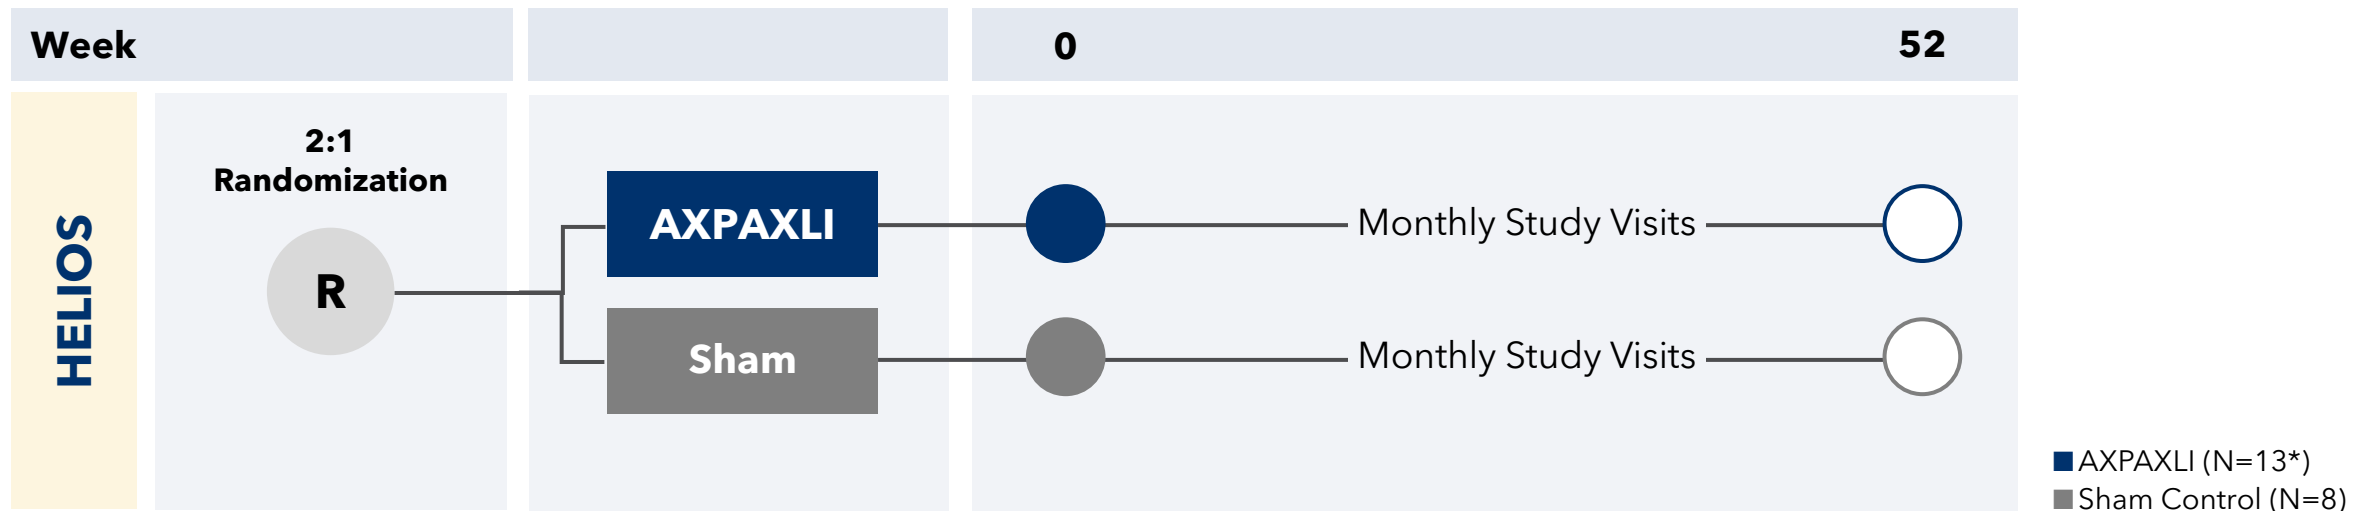 Week
0
52
HELIOS
2:1
Randomization
R
AXPAXLI
Monthly Study Visits
Sham
Monthly Study Visits
AXPAXLI (N=13*)
Sham Control (N=8)